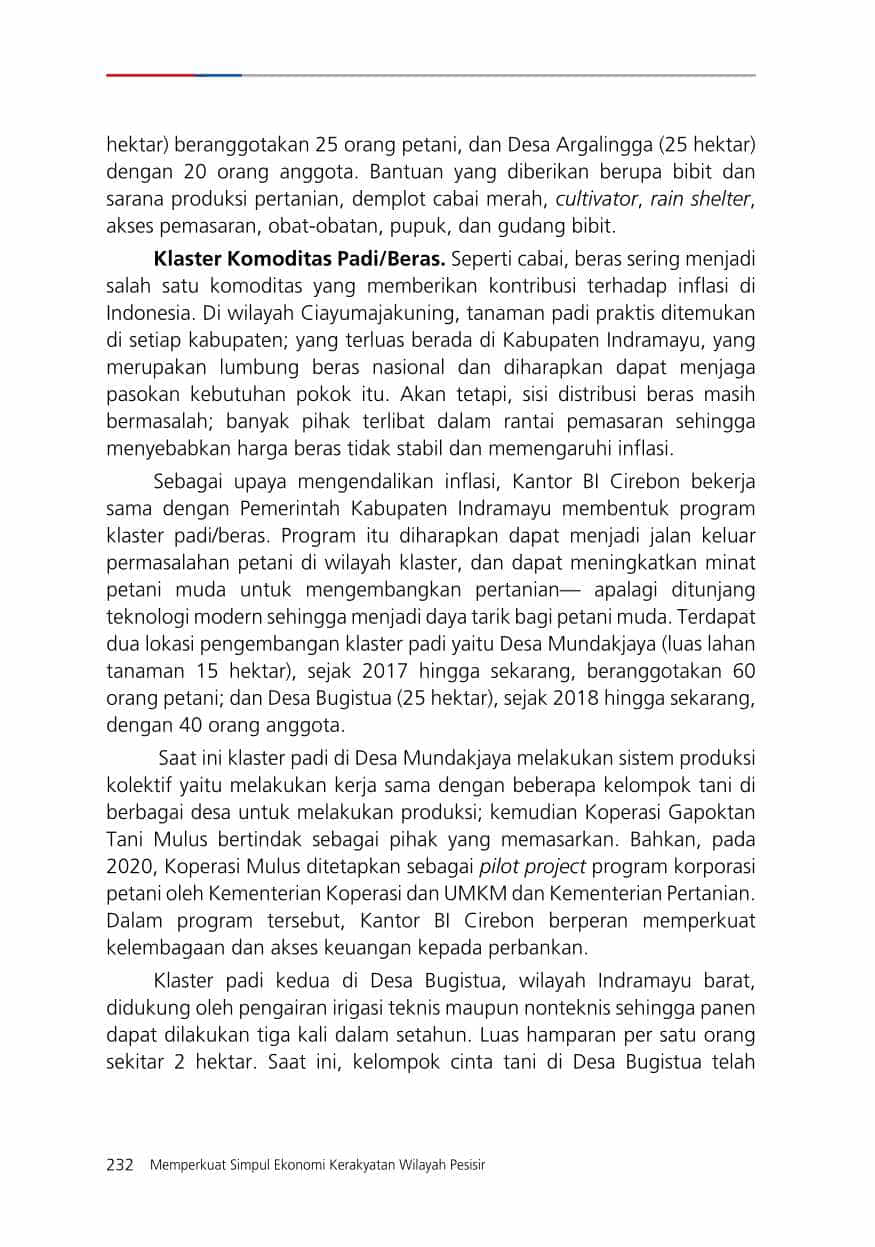 hektar) beranggotakan 25 orang petani, dan Desa Argalingga (25 hektar)
dengan 20 orang anggota. Bantuan yang diberikan berupa bibit dan
sarana produksi pertanian, demplot cabai merah, cultivator, rain shelter,
akses pemasaran, obat-obatan, pupuk, dan gudang bibit.
Klaster Komoditas Padi/Beras. Seperti cabai, beras sering menjadi
salah satu komoditas yang memberikan kontribusi terhadap inflasi di
Indonesia. Di wilayah Ciayumajakuning, tanaman padi praktis ditemukan
di setiap kabupaten; yang terluas berada di Kabupaten Indramayu, yang
merupakan lumbung beras nasional dan diharapkan dapat menjaga
pasokan kebutuhan pokok itu. Akan tetapi, sisi distribusi beras masih
bermasalah; banyak pihak terlibat dalam rantai pemasaran sehingga
menyebabkan harga beras tidak stabil dan memengaruhi inflasi.
Sebagai upaya mengendalikan inflasi, Kantor BI Cirebon bekerja
sama dengan Pemerintah Kabupaten Indramayu membentuk program
klaster padi/beras. Program itu diharapkan dapat menjadi jalan keluar
permasalahan petani di wilayah klaster, dan dapat meningkatkan minat
petani muda untuk mengembangkan pertanian— apalagi ditunjang
teknologi modern sehingga menjadi daya tarik bagi petani muda. Terdapat
dua lokasi pengembangan klaster padi yaitu Desa Mundakjaya (luas lahan
tanaman 15 hektar), sejak 2017 hingga sekarang, beranggotakan 60
orang petani; dan Desa Bugistua (25 hektar), sejak 2018 hingga sekarang,
dengan 40 orang anggota.
Saat ini klaster padi di Desa Mundakjaya melakukan sistem produksi
kolektif yaitu melakukan kerja sama dengan beberapa kelompok tani di
berbagai desa untuk melakukan produksi; kemudian Koperasi Gapoktan
Tani Mulus bertindak sebagai pihak yang memasarkan. Bahkan, pada
2020, Koperasi Mulus ditetapkan sebagai pilot project program korporasi
petani oleh Kementerian Koperasi dan UMKM dan Kementerian Pertanian.
Dalam program tersebut, Kantor BI Cirebon berperan memperkuat
kelembagaan dan akses keuangan kepada perbankan.
Klaster padi kedua di Desa Bugistua, wilayah Indramayu barat,
didukung oleh pengairan irigasi teknis maupun nonteknis sehingga panen
dapat dilakukan tiga kali dalam setahun. Luas hamparan per satu orang
sekitar 2 hektar. Saat ini, kelompok cinta tani di Desa Bugistua telah
232 Memperkuat Simpul Ekonomi Kerakyatan Wilayah Pesisir